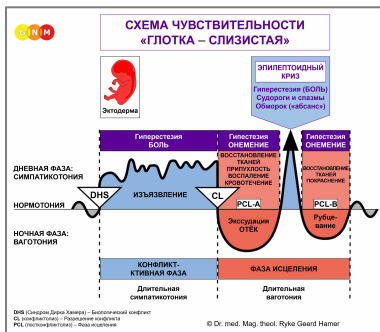 GNM
СХЕМА ЧУВСТВИТЕЛЬНОСТИ
«ГЛОТКА – СЛИЗИСТАЯ»
Эктодерма
ЭПИЛЕПТОИДНЫЙ
КРИЗ
Гиперестезия (БОЛЬ)
Судороги и спазмы
Обморок («абсанс»)
Гиперестезия
БОЛЬ
Гипоестезия
ОНЕМЕНИЕ
Гипоестезия
ОНЕМЕНИЕ
ДНЕВНАЯ ФАЗА:
СИМПАТИКОТОНИЯ
ИЗЪЯЗВЛЕНИЕ
ВОССТАНОВЛЕНИЕ
ТКАНЕЙ
ПРИПУХЛОСТЬ
ВОСПАЛЕНИЕ
КРОВОТЕЧЕНИЕ
ВОССТАНОВЛЕНИЕ
ТКАНЕЙ
ПОКРАСНЕНИЕ
DHS
CL
PCL-A
PCL-B
НОРМОТОНИЯ
НОЧНАЯ ФАЗА:
ВАГОТОНИЯ
Экссудация
ОТЁК
Рубце-
вание
КОНФЛИКТ-
КТИВНАЯ ФАЗА
ФАЗА ИСЦЕЛЕНИЯ
Длительная
симпатикотония
Длительная
ваготония
DHS (Синдром Дирка Хамера) – Биологический конфликт
CL (конфликтолиз) – Разрешение конфликта
PCL (постконфликтолиз) – Фаза исцеления
© Dr. med. Mag. theol. Ryke Geerd Hamer